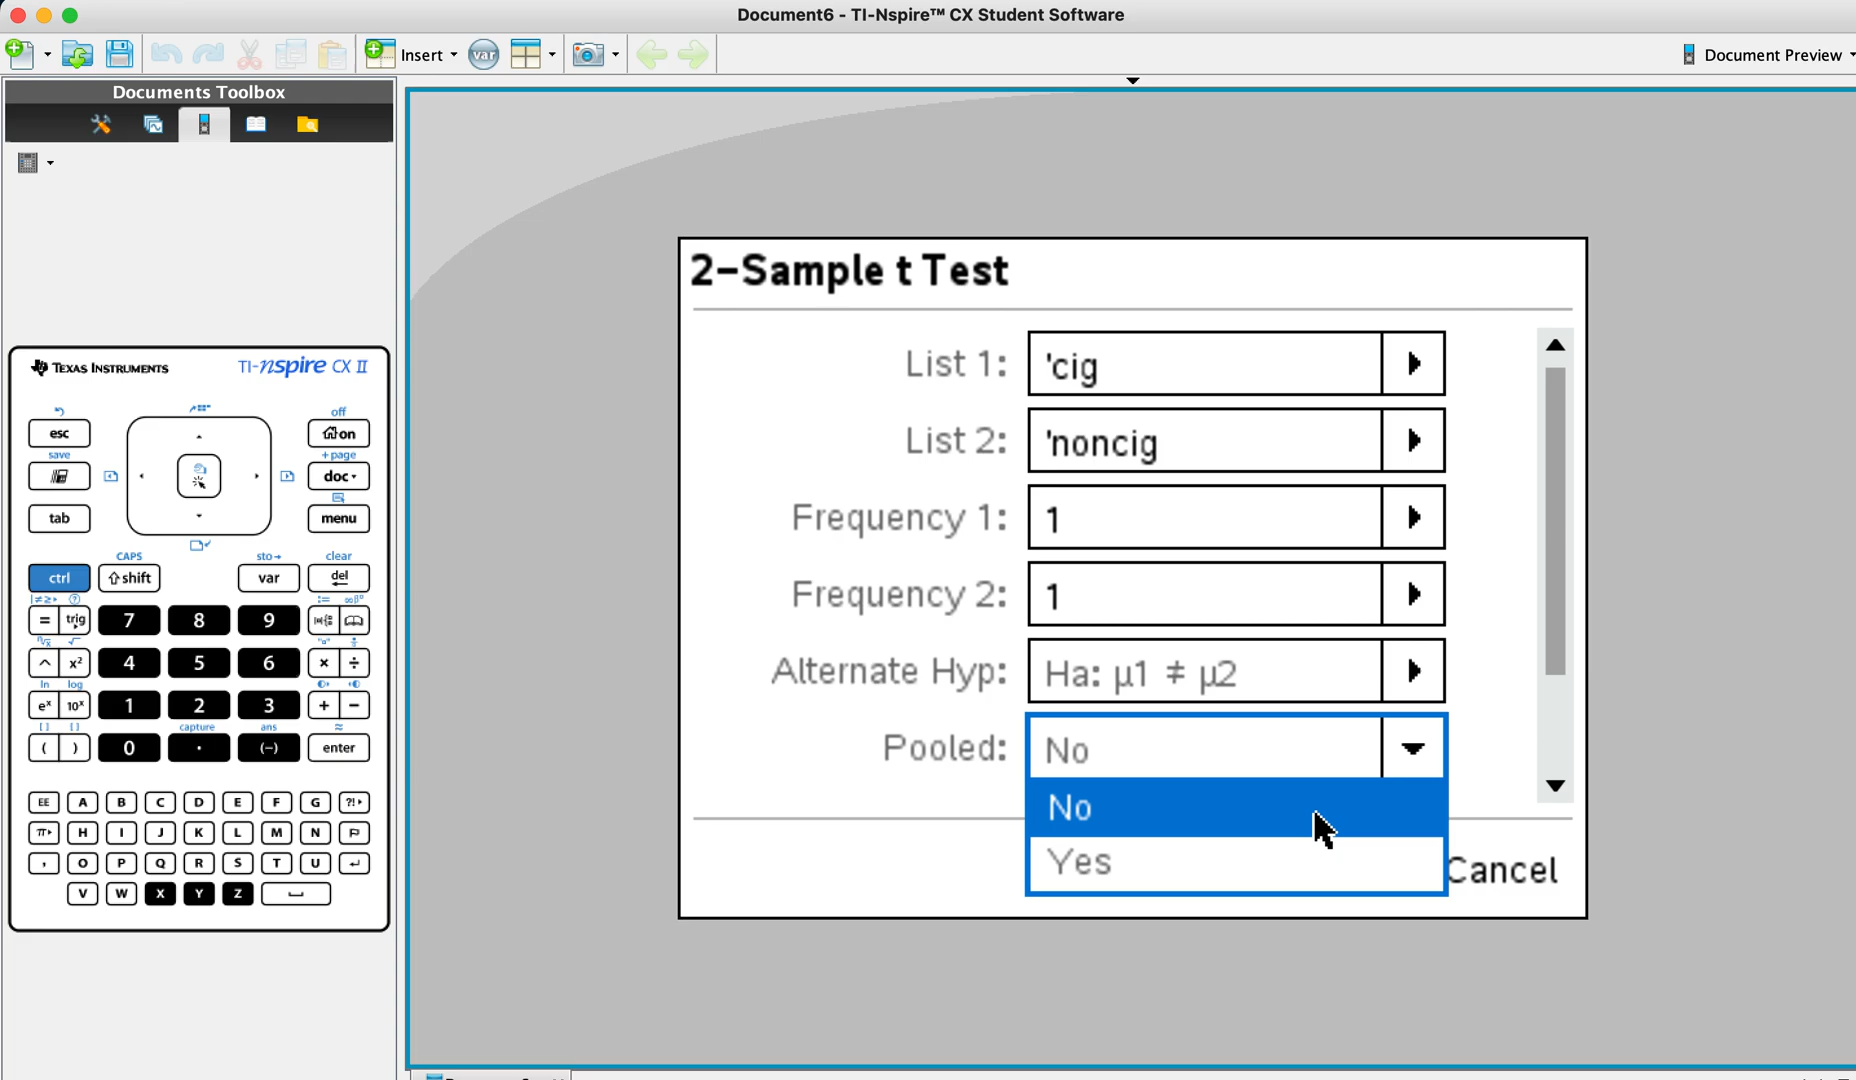 Document6 - TI-Nspire™ CX Student Software
Insert
var
Document Preview
Documents Toolbox
TEXAS INSTRUMENTS
TI-nspire CX II
off
esc
on
save
+ page
doc
tab
menu
CAPS
sto→
clear
ctrl
shift
var
del
= trig 7 8 9
^ x² 4 5 6 × ÷
ln log
eˣ 10ˣ 1 2 3 + −
[ ] { }
capture
ans
≈
( ) 0 . (−) enter
EE A B C D E F G ?!▸
π▸ H I J K L M N
, O P Q R S T U
V W X Y Z
2-Sample t Test
List 1: 'cig
List 2: 'noncig
Frequency 1: 1
Frequency 2: 1
Alternate Hyp: Ha: μ1 ≠ μ2
Pooled: No
No
Yes
Cancel